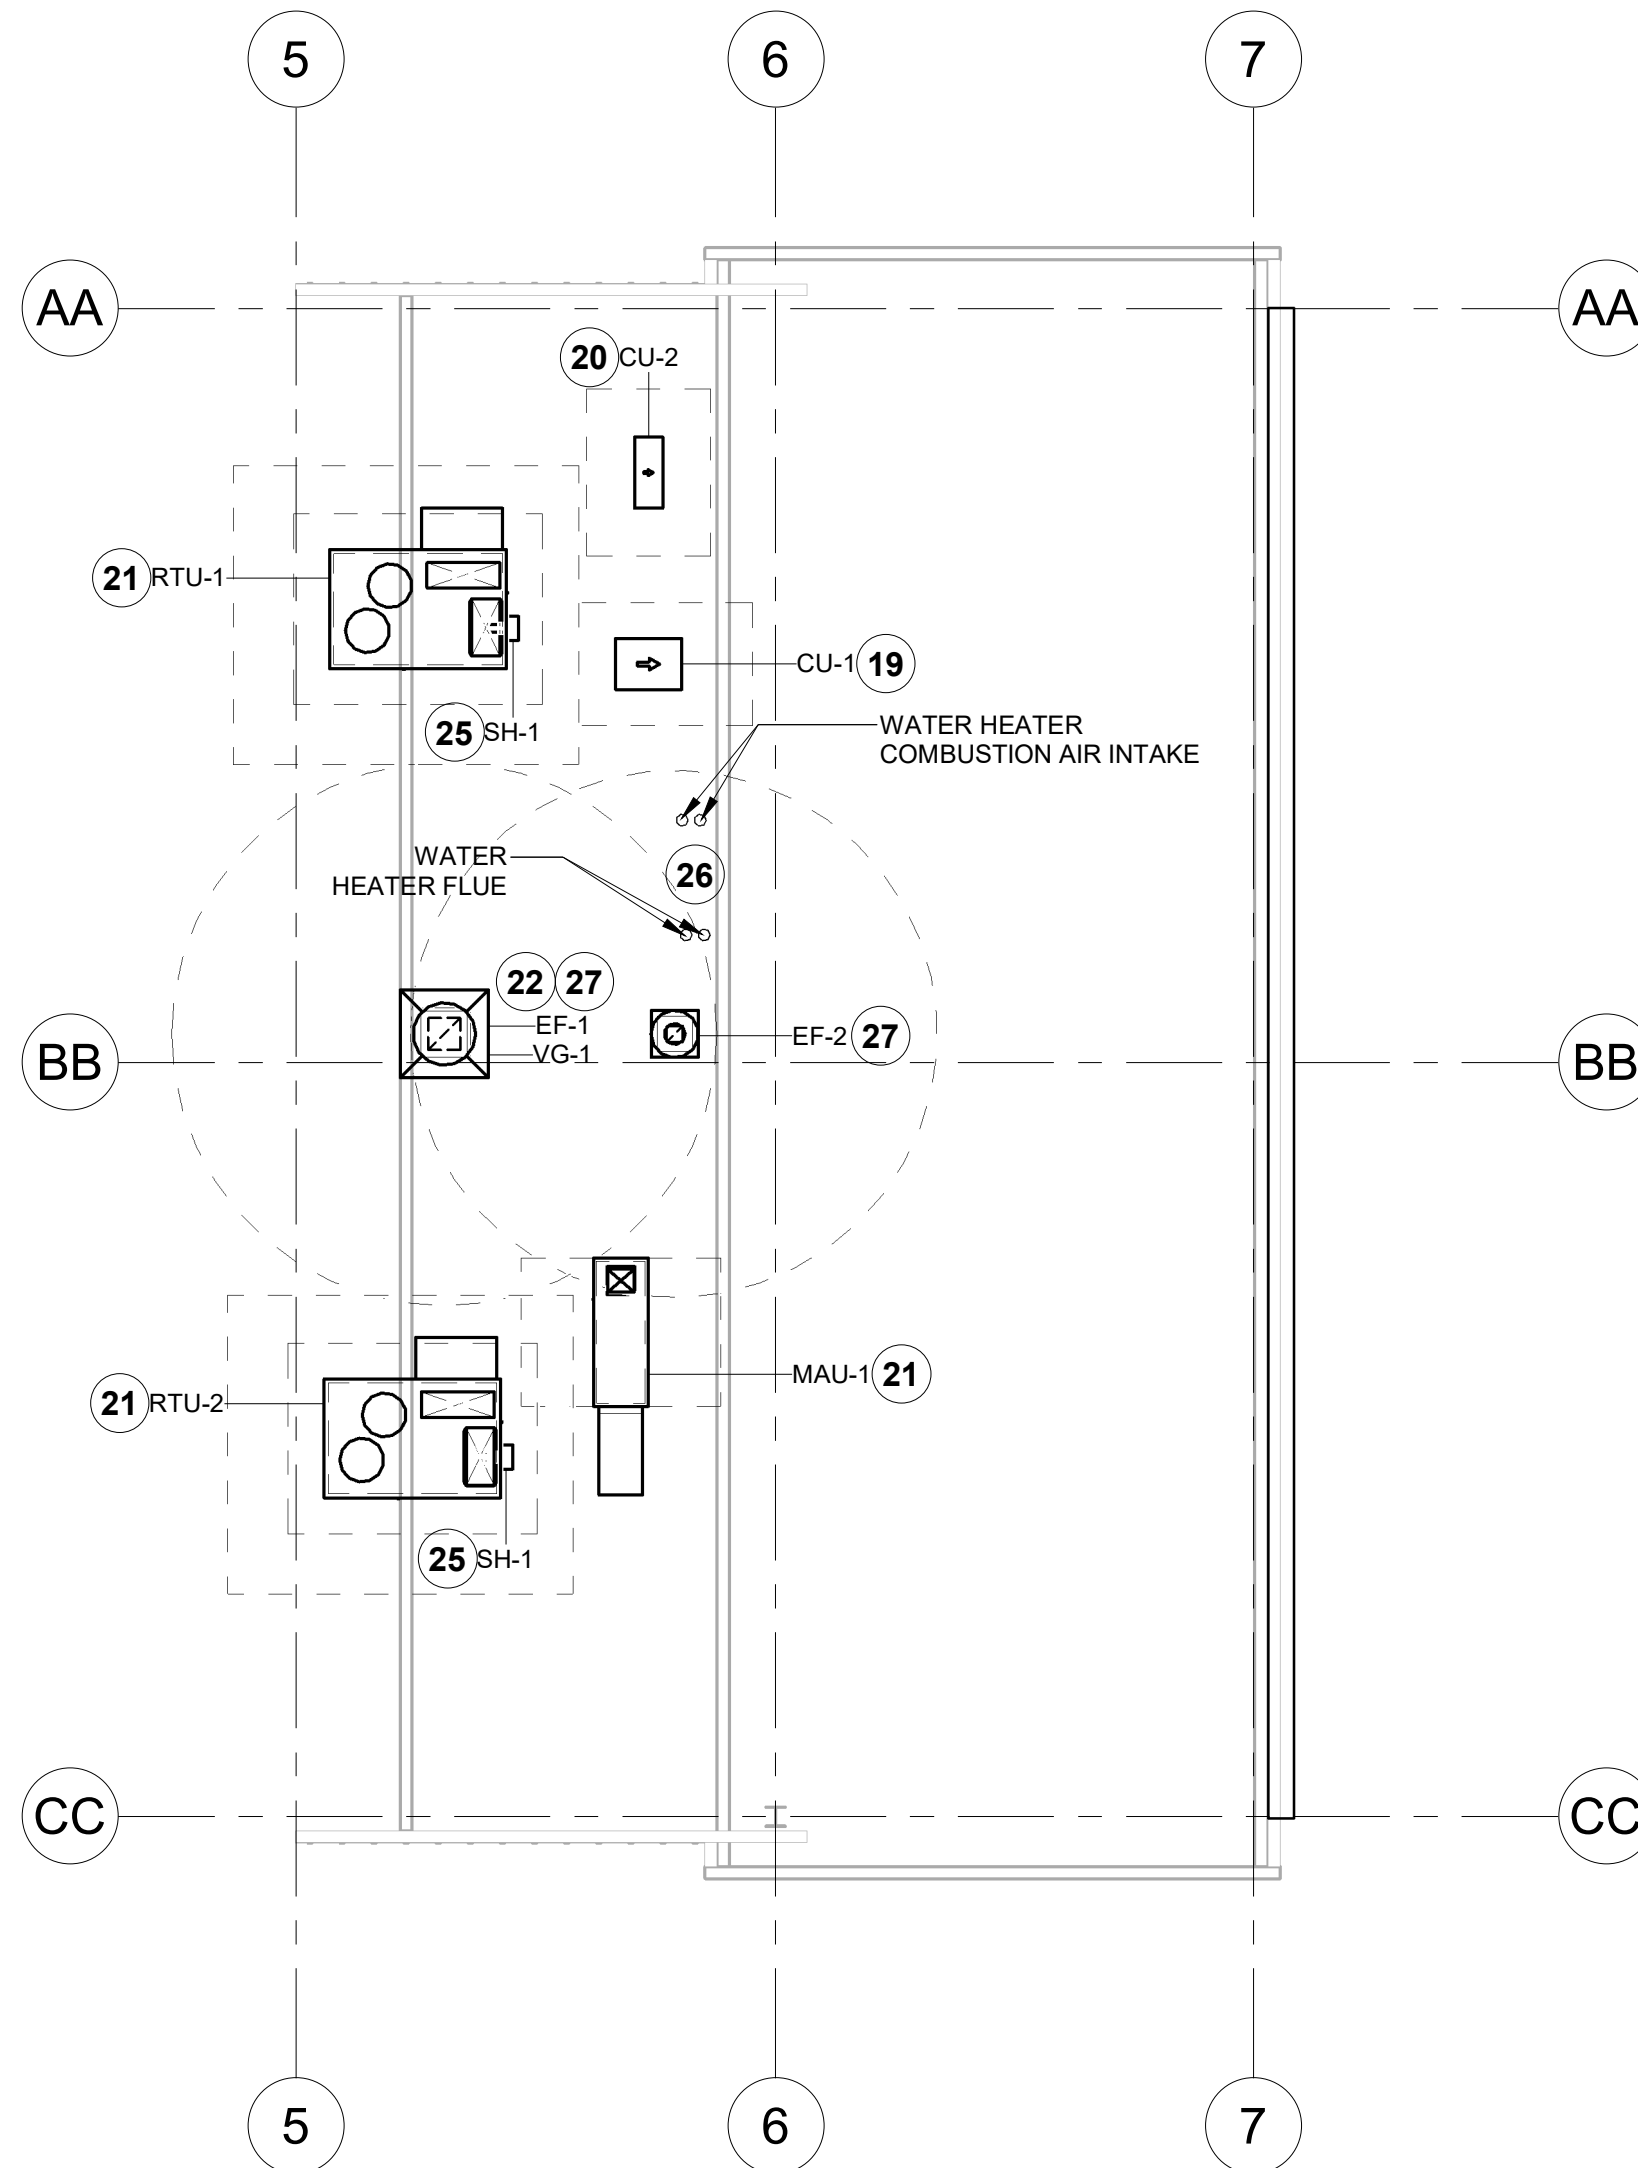 5
6
7
AA
AA
20 CU-2
21 RTU-1
CU-1 19
25 SH-1
WATER HEATER
COMBUSTION AIR INTAKE
WATER
HEATER FLUE
26
22 27
EF-1
VG-1
EF-2 27
BB
BB
MAU-1 21
21 RTU-2
25 SH-1
CC
CC
5
6
7